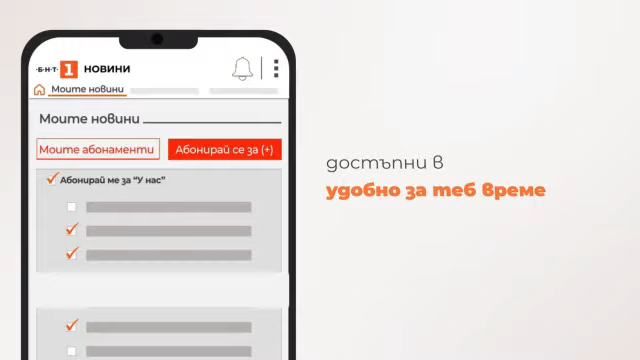 ·Б·Н·Т· 1 НОВИНИ
Моите новини
Моите новини
Моите абонаменти
Абонирай се за (+)
Абонирай ме за "У нас"
достъпни в
удобно за теб време